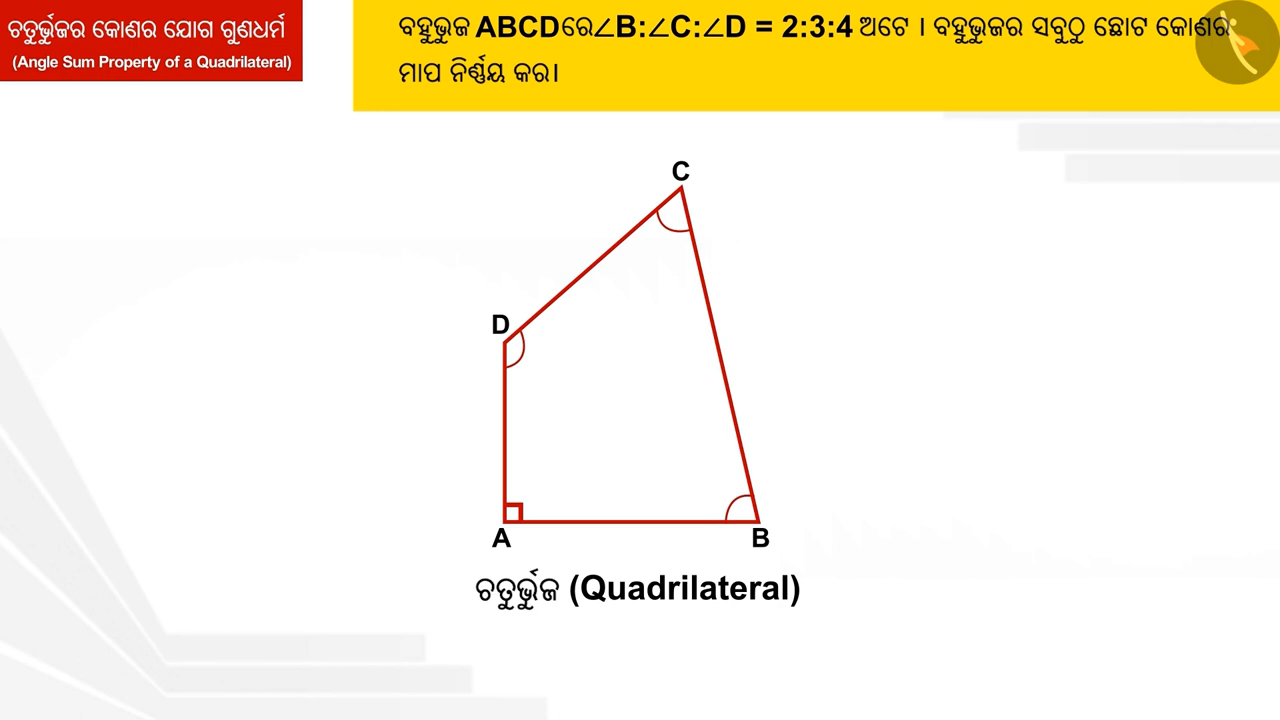 ଚତୁର୍ଭୁଜର କୋଣର ଯୋଗ ଗୁଣଧର୍ମ
(Angle Sum Property of a Quadrilateral)
ବହୁଭୁଜ ABCDରେ∠B:∠C:∠D = 2:3:4 ଅଟେ । ବହୁଭୁଜର ସବୁଠୁ ଛୋଟ କୋଣର
ମାପ ନିର୍ଣ୍ଣୟ କର।
C
D
A
B
ଚତୁର୍ଭୁଜ (Quadrilateral)